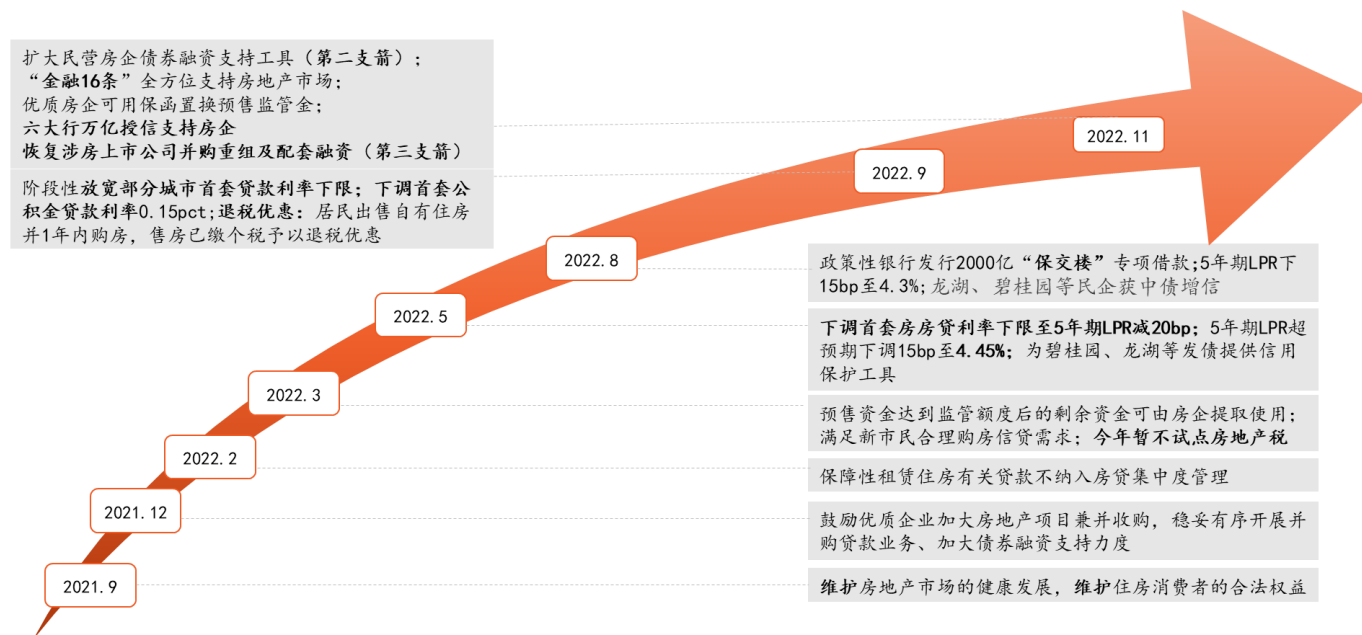 扩大民营房企债券融资支持工具(第二支箭);
“金融16条”全方位支持房地产市场;
优质房企可用保函置换预售监管金;
六大行万亿授信支持房企
恢复涉房上市公司并购重组及配套融资(第三支箭)
2022.11
阶段性放宽部分城市首套贷款利率下限;下调首套公
积金贷款利率0.15pct;退税优惠:居民出售自有住房
并1年内购房,售房已缴个税予以退税优惠
2022.9
2022.8
政策性银行发行2000亿“保交楼”专项借款;5年期LPR下
15bp至4.3%;龙湖、碧桂园等民企获中债增信
2022.5
下调首套房房贷利率下限至5年期LPR减20bp;5年期LPR超
预期下调15bp至4.45%;为碧桂园、龙湖等发债提供信用
保护工具
2022.3
预售资金达到监管额度后的剩余资金可由房企提取使用;
满足新市民合理购房信贷需求;今年暂不试点房地产税
2022.2
保障性租赁住房有关贷款不纳入房贷集中度管理
2021.12
鼓励优质企业加大房地产项目兼并收购,稳妥有序开展并
购贷款业务、加大债券融资支持力度
2021.9
维护房地产市场的健康发展,维护住房消费者的合法权益